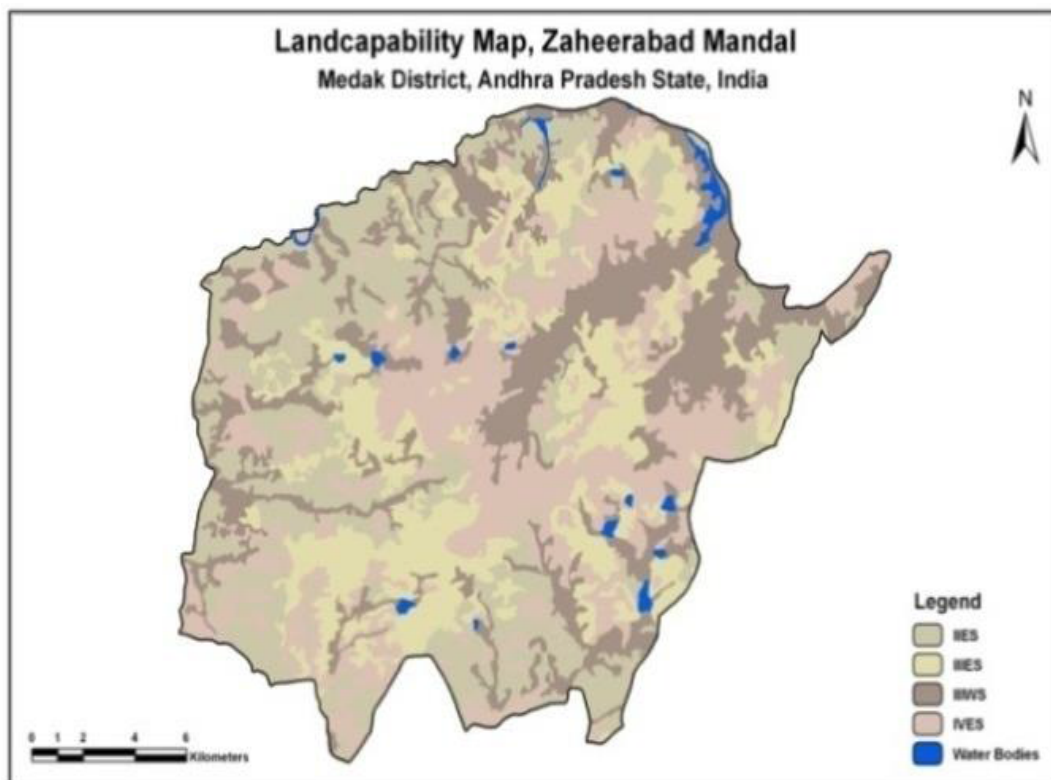 Landcapability Map, Zaheerabad Mandal
Medak District, Andhra Pradesh State, India
N
Legend
IIES
IIIES
IIIWS
IVES
Water Bodies
0 1 2 4 6
Kilometers